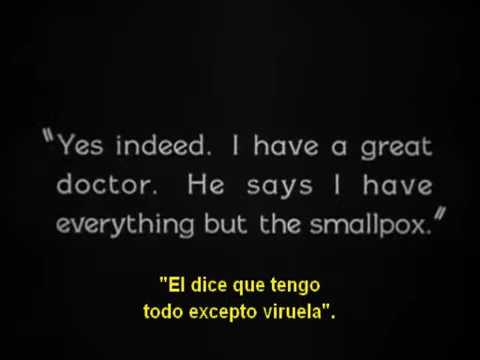 "Yes indeed. I have a great
doctor. He says I have
everything but the smallpox."
"El dice que tengo
todo excepto viruela".